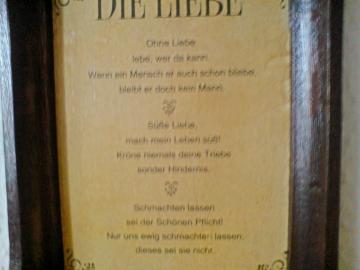 DIE LIEBE
Ohne Liebe
lebe, wer da kann.
Wenn ein Mensch er auch schon bliebe,
bleibt er doch kein Mann.
Süße Liebe,
mach mein Leben süß!
Kröne niemals deine Triebe
sonder Hindernis.
Schmachten lassen
sei der Schönen Pflicht!
Nur uns ewig schmachten lassen,
dieses sei sie nicht.